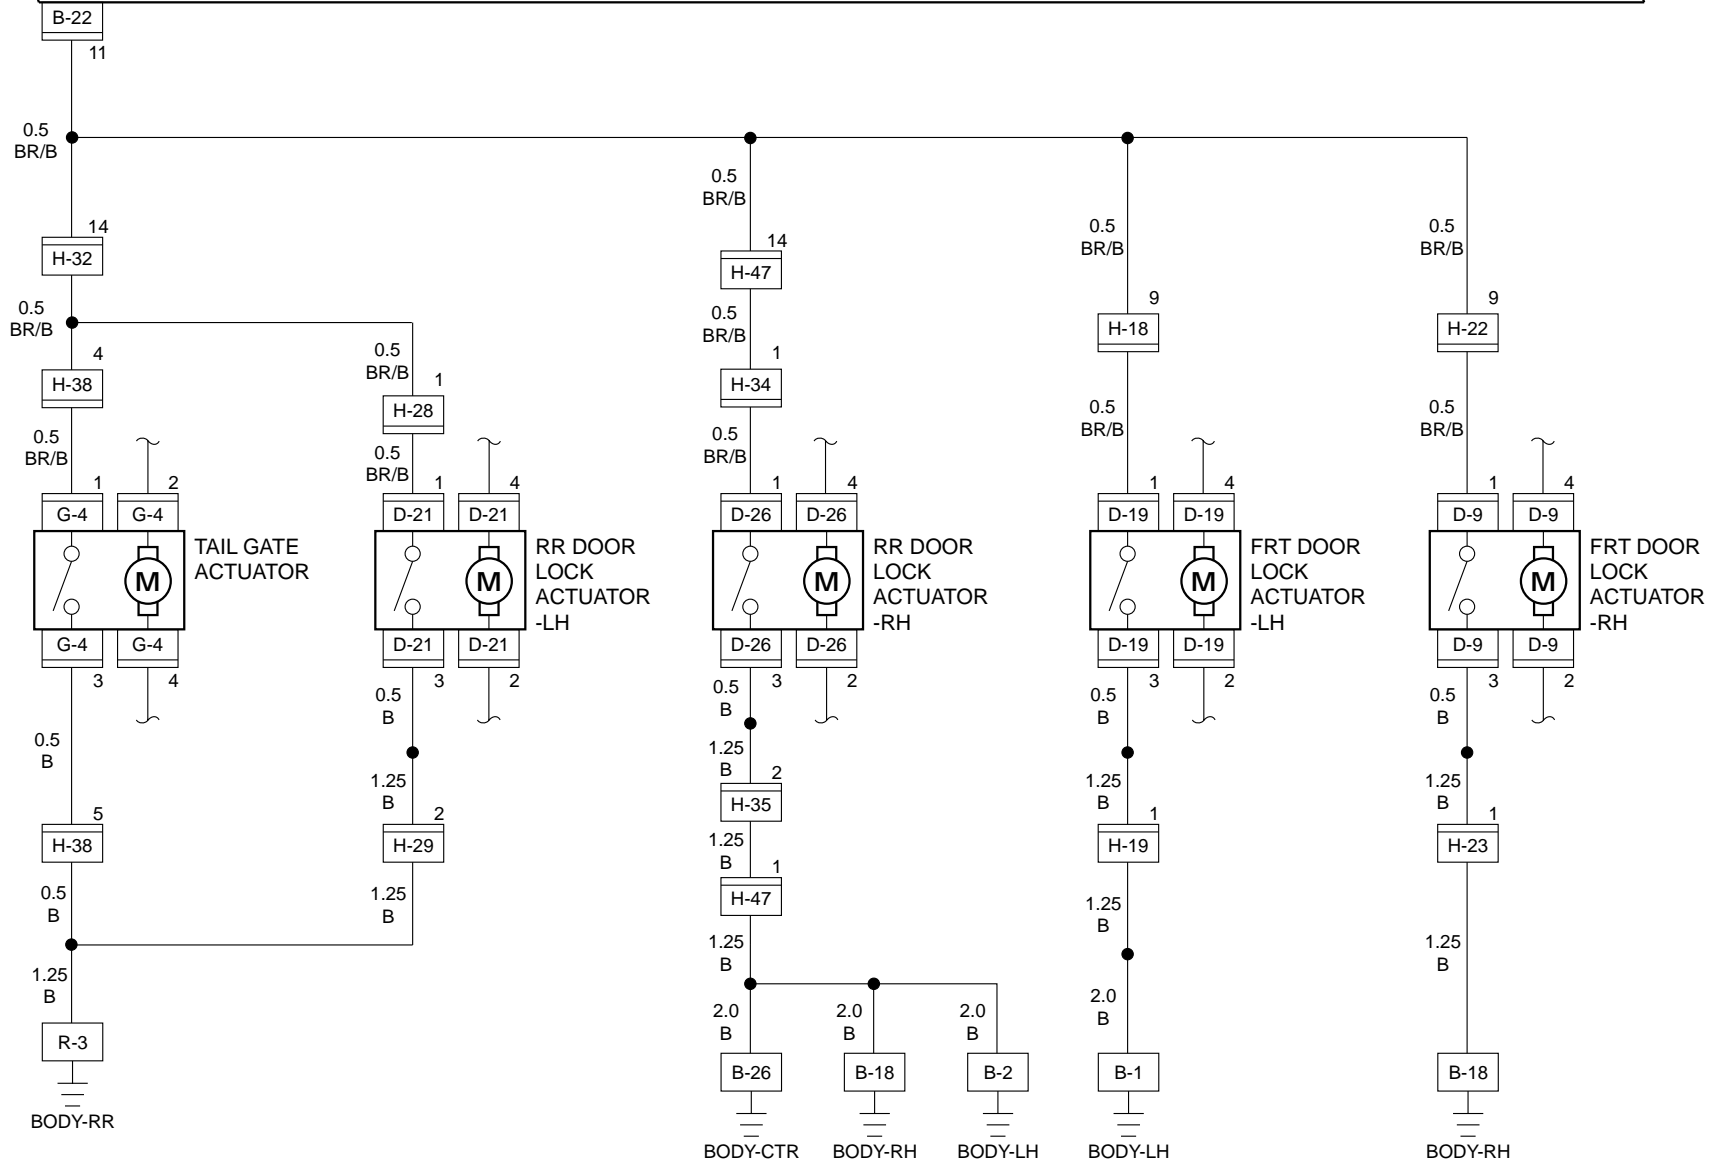 B-22
11
0.5
BR/B
0.5
BR/B
14
H-32
14
H-47
0.5
BR/B
0.5
BR/B
0.5
BR/B
0.5
BR/B
9
H-18
9
H-22
4
H-38
0.5
BR/B
1
H-28
1
H-34
0.5
BR/B
0.5
BR/B
0.5
BR/B
0.5
BR/B
0.5
BR/B
1
2
1
4
1
4
1
4
1
4
G-4
G-4
D-21
D-21
D-26
D-26
D-19
D-19
D-9
D-9
M
TAIL GATE
ACTUATOR
M
RR DOOR
LOCK
ACTUATOR
-LH
M
RR DOOR
LOCK
ACTUATOR
-RH
M
FRT DOOR
LOCK
ACTUATOR
-LH
M
FRT DOOR
LOCK
ACTUATOR
-RH
G-4
G-4
D-21
D-21
D-26
D-26
D-19
D-19
D-9
D-9
3
4
3
2
3
2
3
2
3
2
0.5
B
0.5
B
0.5
B
0.5
B
0.5
B
1.25
B
1.25
B
1.25
B
1.25
B
5
H-38
2
H-29
2
H-35
1
H-19
1
H-23
1.25
B
1
H-47
0.5
B
1.25
B
1.25
B
1.25
B
1.25
B
1.25
B
2.0
B
2.0
B
2.0
B
2.0
B
R-3
B-26
B-18
B-2
B-1
B-18
BODY-RR
BODY-CTR
BODY-RH
BODY-LH
BODY-LH
BODY-RH